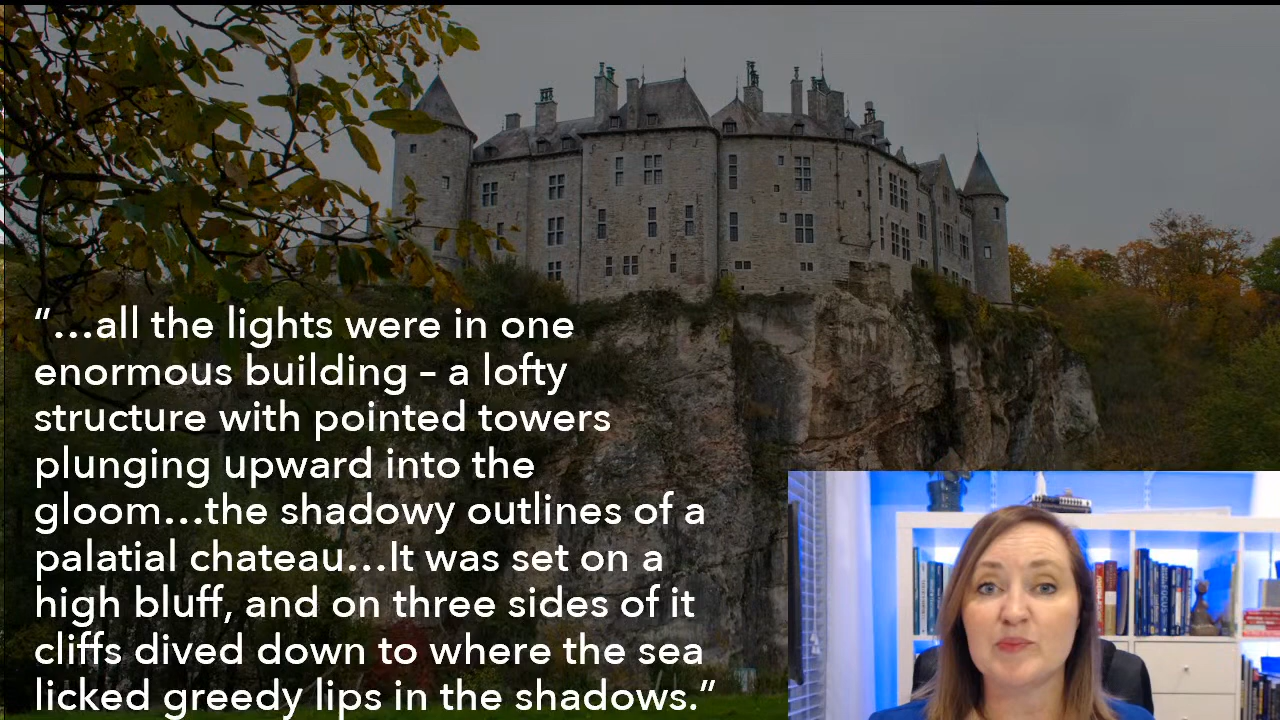 “…all the lights were in one
enormous building – a lofty
structure with pointed towers
plunging upward into the
gloom…the shadowy outlines of a
palatial chateau…It was set on a
high bluff, and on three sides of it
cliffs dived down to where the sea
licked greedy lips in the shadows.”
FOCUS